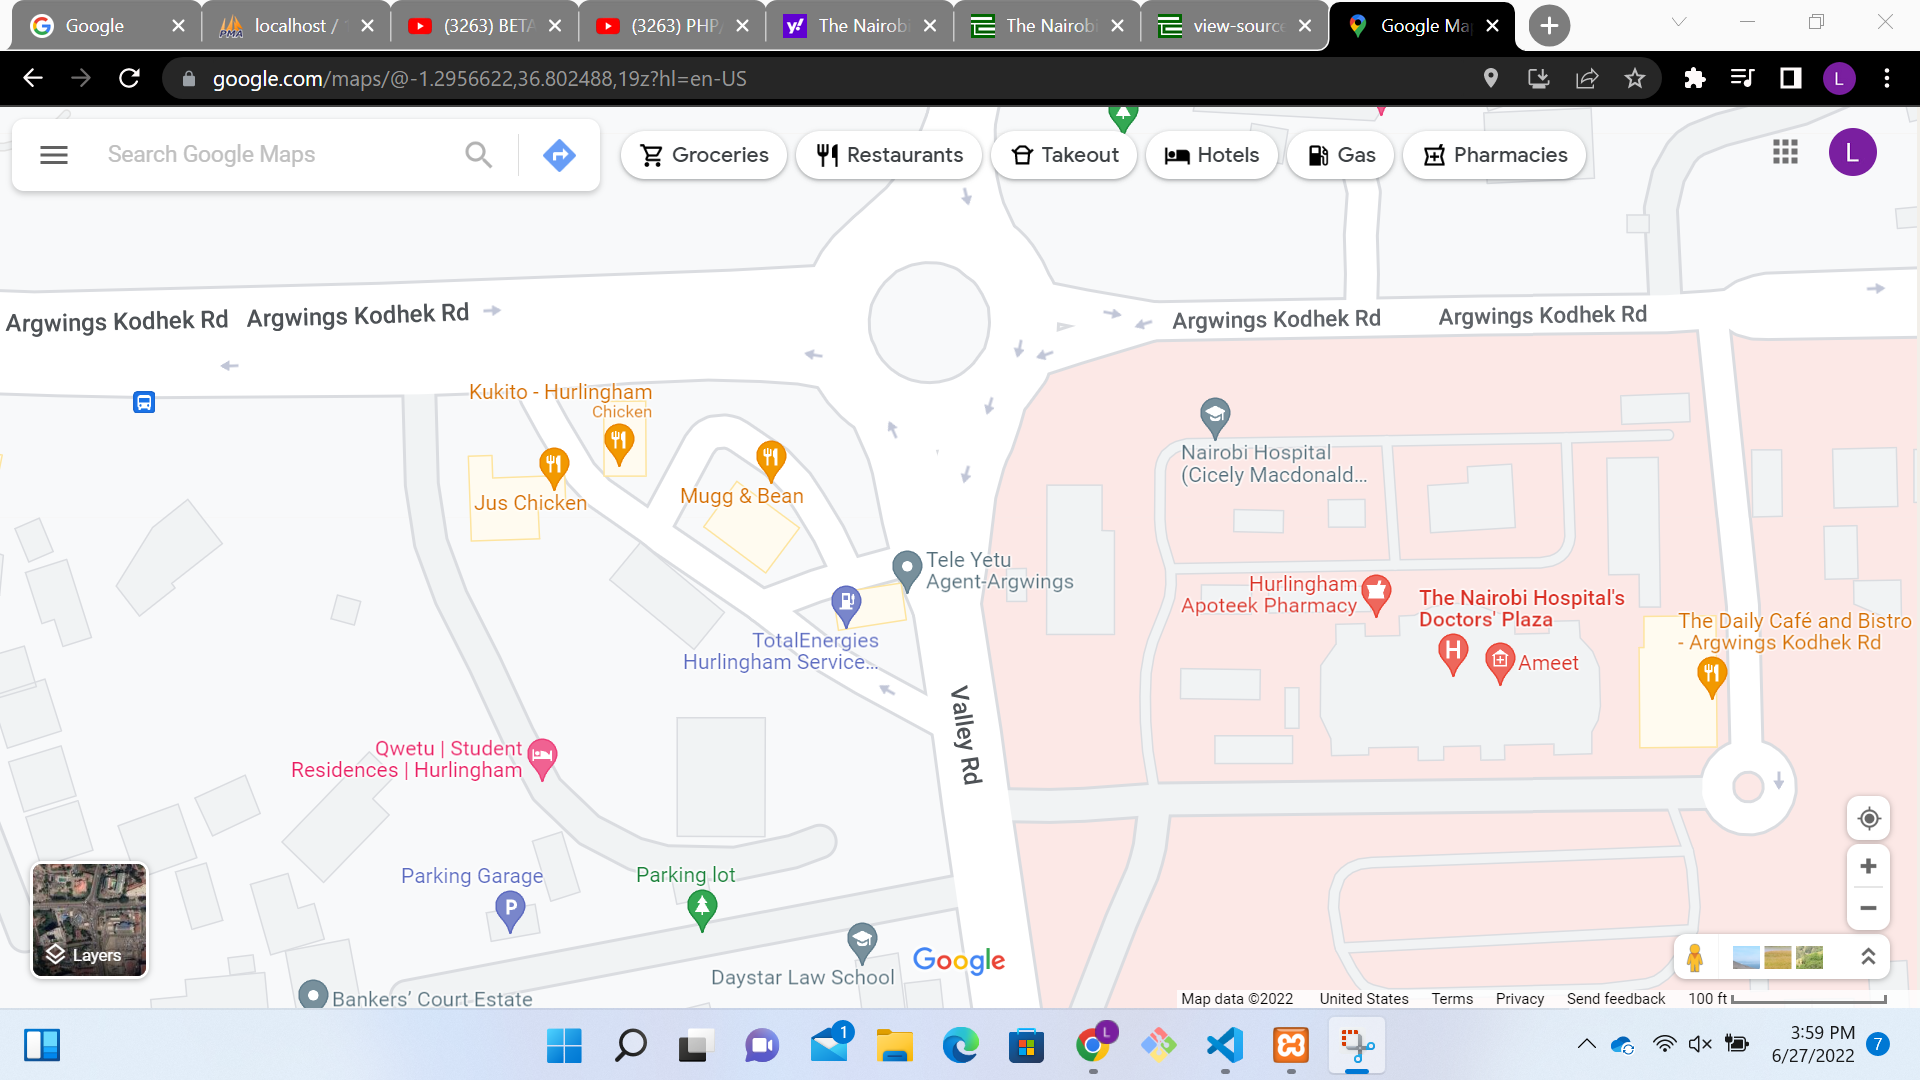 Google
localhost / 1
(3263) BETA
(3263) PHP/
The Nairobi
The Nairobi
view-source
Google Map
google.com/maps/@-1.2956622,36.802488,19z?hl=en-US
L
Search Google Maps
Groceries
Restaurants
Takeout
Hotels
Gas
Pharmacies
L
Argwings Kodhek Rd
Argwings Kodhek Rd
Argwings Kodhek Rd
Argwings Kodhek Rd
Kukito - Hurlingham
Chicken
Jus Chicken
Mugg & Bean
Nairobi Hospital
(Cicely Macdonald...
Tele Yetu
Agent-Argwings
Hurlingham
Apoteek Pharmacy
The Nairobi Hospital's
Doctors' Plaza
H
Ameet
The Daily Café and Bistro
- Argwings Kodhek Rd
TotalEnergies
Hurlingham Service...
Valley Rd
Qwetu | Student
Residences | Hurlingham
Parking Garage
P
Parking lot
Daystar Law School
Bankers' Court Estate
Layers
Google
Map data ©2022
United States
Terms
Privacy
Send feedback
100 ft
1
L
3:59 PM
6/27/2022
7